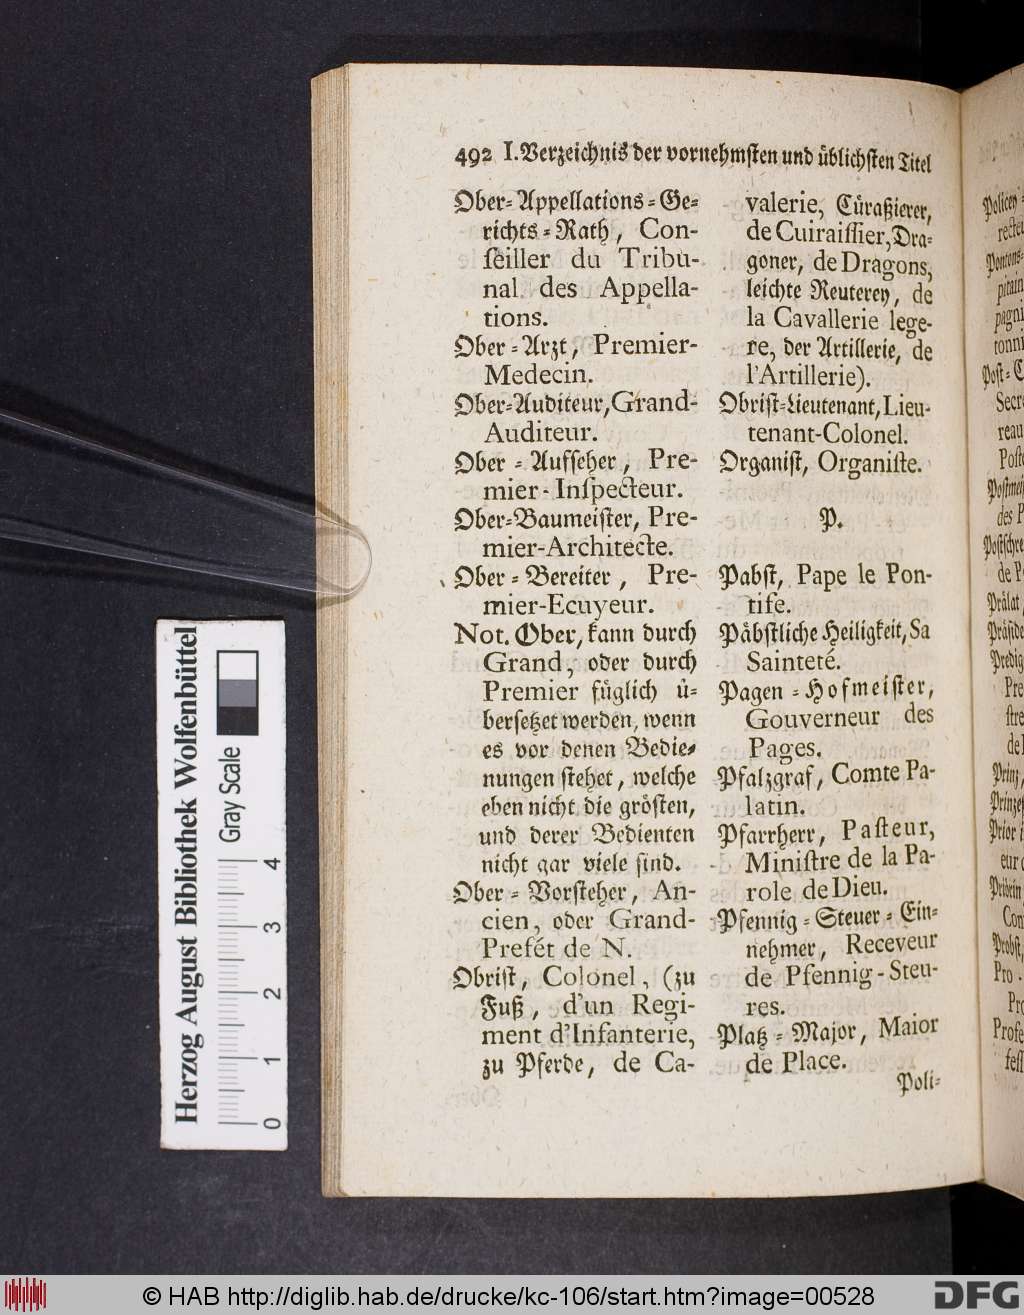 492 I. Verzeichnis der vornehmsten und üblichsten Titel
Ober-Appellations-Ge-
richts-Rath, Con-
ſeiller du Tribu-
nal des Appella-
tions.
Ober-Arzt, Premier-
Medecin.
Ober-Auditeur, Grand-
Auditeur.
Ober-Aufſeher, Pre-
mier-Inſpecteur.
Ober-Baumeiſter, Pre-
mier-Architecte.
Ober-Bereiter, Pre-
mier-Ecuyeur.
Not. Ober, kann durch
Grand, oder durch
Premier füglich ü-
berſetzet werden, wenn
es vor denen Bedie-
nungen ſtehet, welche
eben nicht die gröſten,
und derer Bedienten
nicht gar viele ſind.
Ober-Vorſteher, An-
cien, oder Grand-
Prefét de N.
Obriſt, Colonel, (zu
Fuß, d'un Regi-
ment d'Infanterie,
zu Pferde, de Ca-
valerie, Cüraßierer,
de Cuiraiſſier, Dra-
goner, de Dragons,
leichte Reuterey, de
la Cavallerie lege-
re, der Artillerie, de
l'Artillerie).
Obriſt-Lieutenant, Lieu-
tenant-Colonel.
Organiſt, Organiſte.
P.
Pabſt, Pape le Pon-
tife.
Päbſtliche Heiligkeit, Sa
Sainteté.
Pagen-Hofmeiſter,
Gouverneur des
Pages.
Pfalzgraf, Comte Pa-
latin.
Pfarrherr, Paſteur,
Miniſtre de la Pa-
role de Dieu.
Pfennig-Steuer-Ein-
nehmer, Receveur
de Pfennig-Steu-
res.
Platz-Major, Maior
de Place.
Poli-
Herzog August Bibliothek Wolfenbüttel
Gray Scale
0 1 2 3 4
© HAB http://diglib.hab.de/drucke/kc-106/start.htm?image=00528
DFG